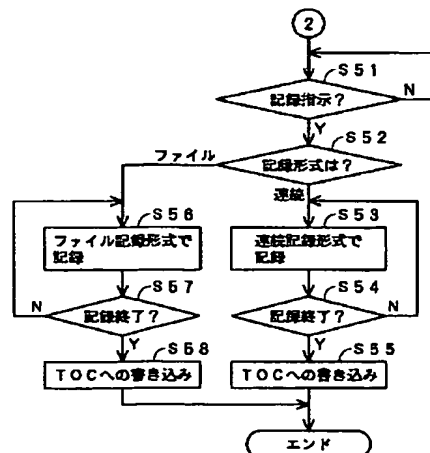 2
S51
記録指示？
N
Y
S52
ファイル
記録形式は？
連続
S56
S53
ファイル記録形式で
記録
連続記録形式で
記録
S57
S54
N
記録終了？
記録終了？
N
Y
Y
S58
S55
TOCへの書き込み
TOCへの書き込み
エンド